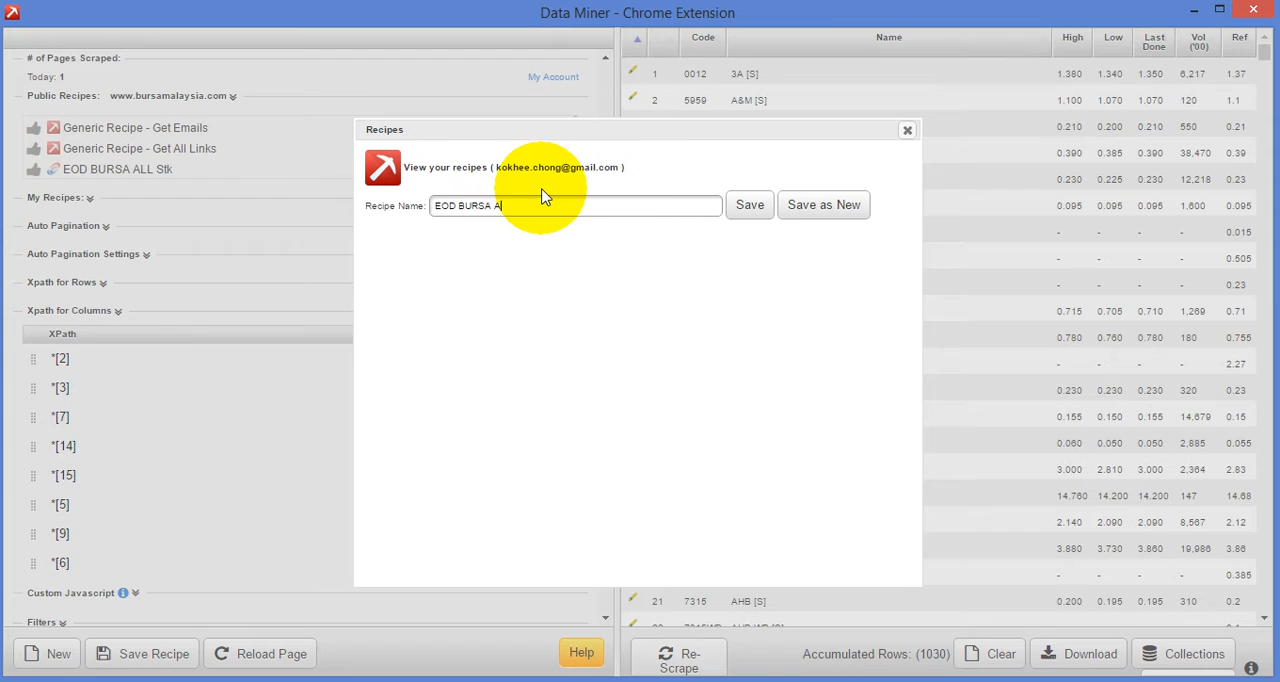 Data Miner - Chrome Extension
# of Pages Scraped:
Today: 1
My Account
Public Recipes: www.bursamalaysia.com
Generic Recipe - Get Emails
Generic Recipe - Get All Links
EOD BURSA ALL Stk
My Recipes:
Auto Pagination
Auto Pagination Settings
Xpath for Rows
Xpath for Columns
XPath
*[2]
*[3]
*[7]
*[14]
*[15]
*[5]
*[9]
*[6]
Custom Javascript
Filters
New
Save Recipe
Reload Page
Help
Recipes
View your recipes ( kokhee.chong@gmail.com )
Recipe Name: EOD BURSA A
Save
Save as New
Code Name High Low Last Done Vol ('00) Ref
1 0012 3A [S] 1.380 1.340 1.350 6,217 1.37
2 5959 A&M [S] 1.100 1.070 1.070 120 1.1
0.210 0.200 0.210 550 0.21
0.390 0.385 0.390 38,470 0.39
0.230 0.225 0.230 12,218 0.23
0.095 0.095 0.095 1,600 0.095
- - - - 0.015
- - - - 0.505
- - - - 0.23
0.715 0.705 0.710 1,269 0.71
0.780 0.760 0.780 180 0.755
- - - - 2.27
0.230 0.230 0.230 320 0.23
0.155 0.150 0.155 14,679 0.15
0.060 0.050 0.050 2,885 0.055
3.000 2.810 3.000 2,364 2.83
14.760 14.200 14.200 147 14.68
2.140 2.090 2.090 8,567 2.12
3.880 3.730 3.860 19,986 3.86
- - - - 0.385
21 7315 AHB [S] 0.200 0.195 0.195 310 0.2
Re-Scrape
Accumulated Rows: (1030)
Clear
Download
Collections